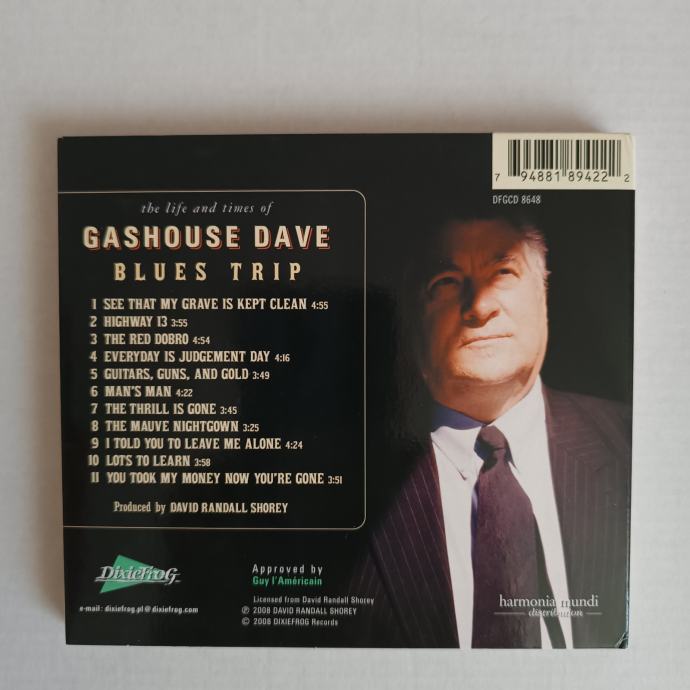 7 94881 89422 2
DFGCD 8648
the life and times of
GASHOUSE DAVE
BLUES TRIP
1 SEE THAT MY GRAVE IS KEPT CLEAN 4:55
2 HIGHWAY 13 3:55
3 THE RED DOBRO 4:54
4 EVERYDAY IS JUDGEMENT DAY 4:16
5 GUITARS, GUNS, AND GOLD 3:49
6 MAN'S MAN 4:22
7 THE THRILL IS GONE 3:45
8 THE MAUVE NIGHTGOWN 3:25
9 I TOLD YOU TO LEAVE ME ALONE 4:24
10 LOTS TO LEARN 3:58
11 YOU TOOK MY MONEY NOW YOU'RE GONE 3:51
Produced by DAVID RANDALL SHOREY
DixieFroG
e-mail: dixiefrog.pl@dixiefrog.com
Approved by
Guy l'Américain
Licensed from David Randall Shorey
℗ 2008 DAVID RANDALL SHOREY
© 2008 DIXIEFROG Records
harmonia mundi
distribution